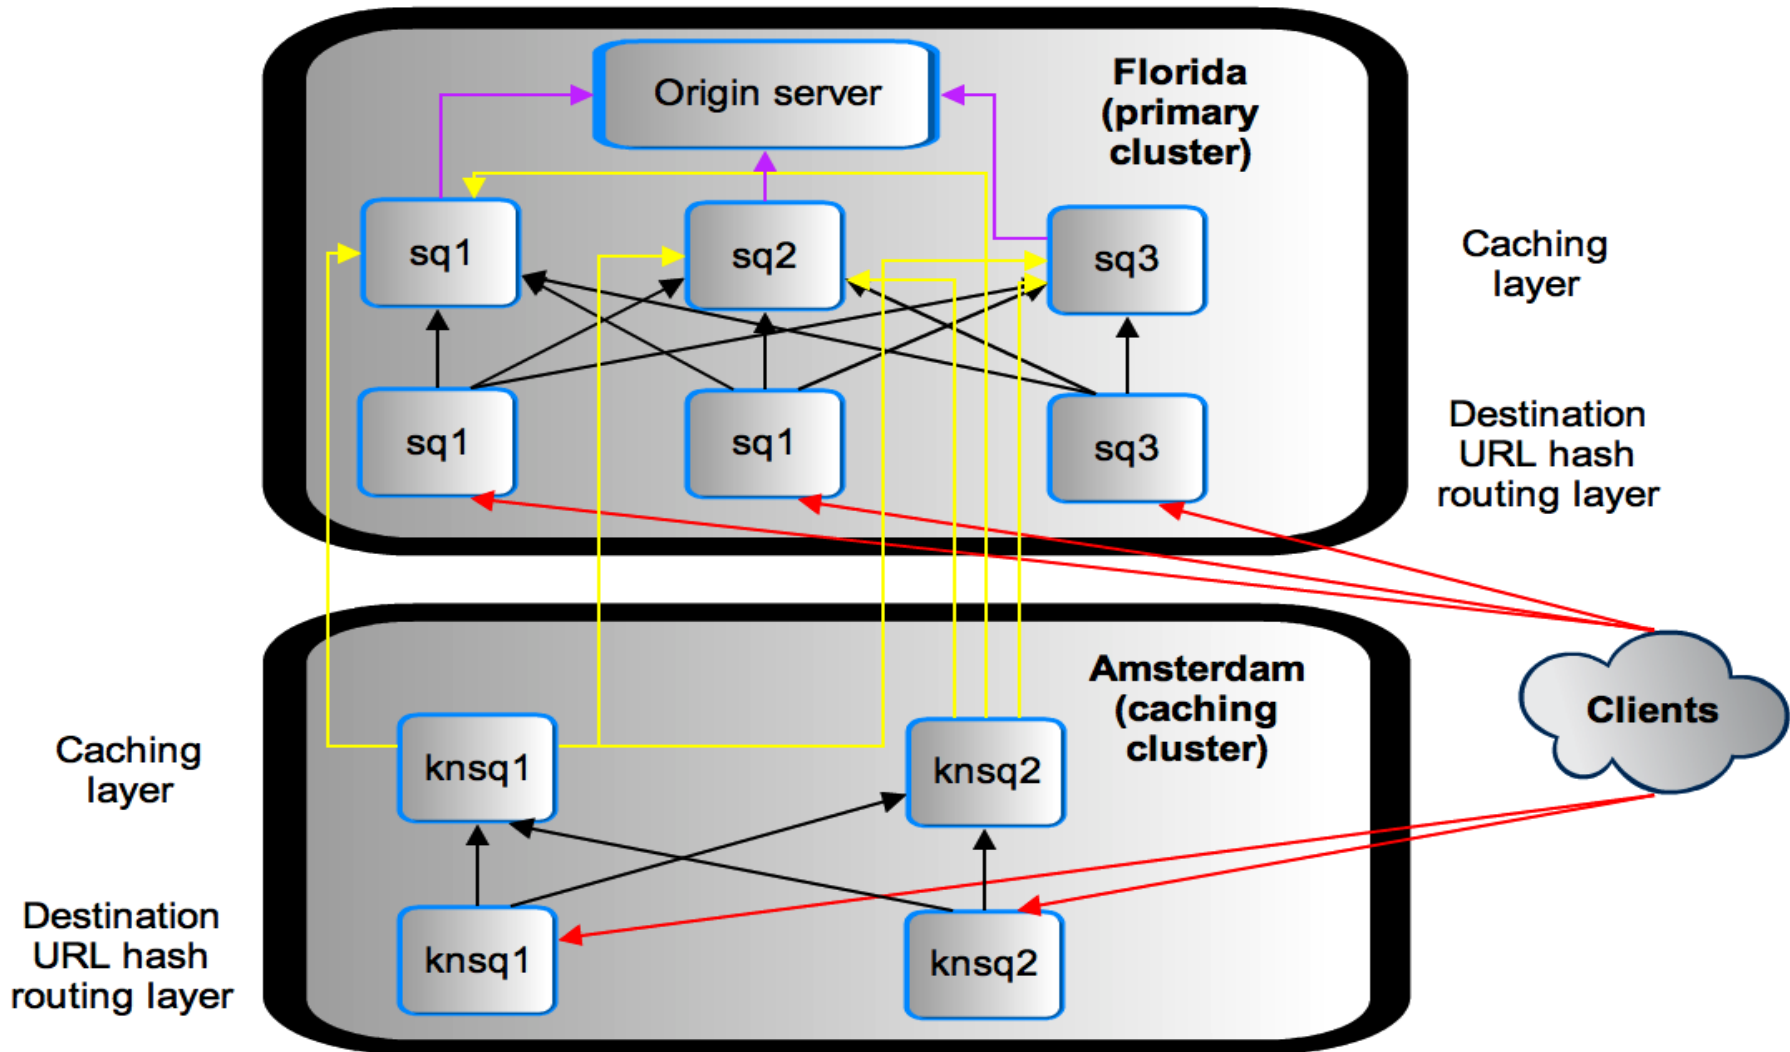 Origin server
Florida
(primary
cluster)
sq1
sq2
sq3
Caching
layer
sq1
sq1
sq3
Destination
URL hash
routing layer
Amsterdam
(caching
cluster)
Clients
Caching
layer
knsq1
knsq2
Destination
URL hash
routing layer
knsq1
knsq2